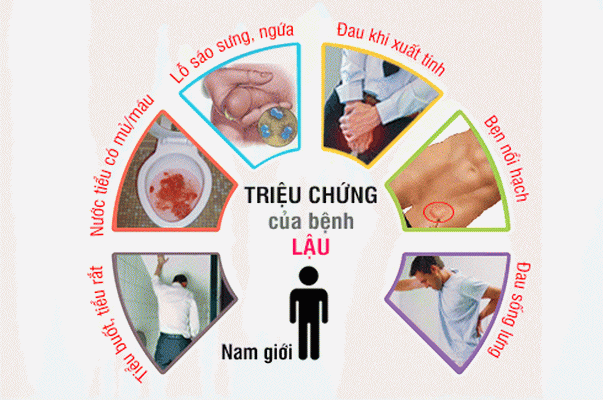 Tiểu buốt, tiểu rắt
Nước tiểu có mủ/máu
Lỗ sáo sưng, ngứa
Đau khi xuất tinh
Bẹn nổi hạch
Đau sống lưng
TRIỆU CHỨNG
của bệnh
LẬU
Nam giới